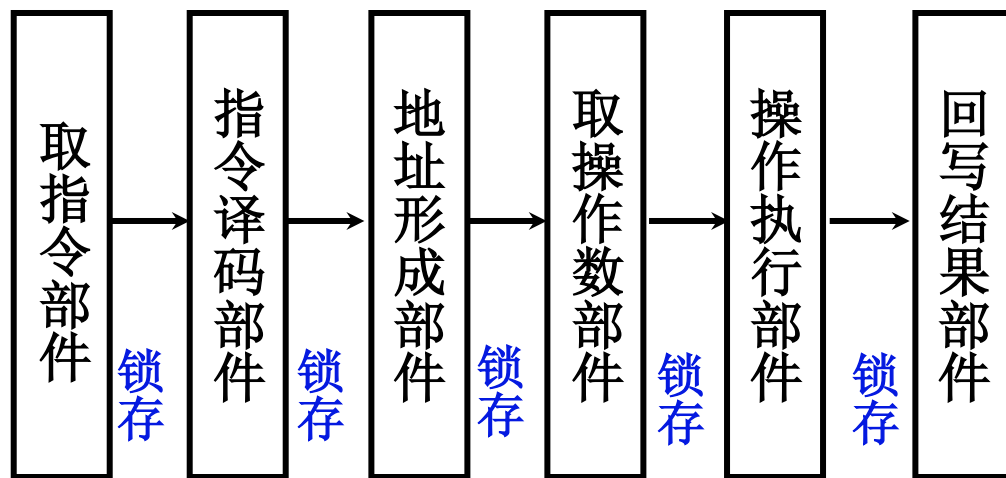 取指令部件
锁存
指令译码部件
锁存
地址形成部件
锁存
取操作数部件
锁存
操作执行部件
锁存
回写结果部件